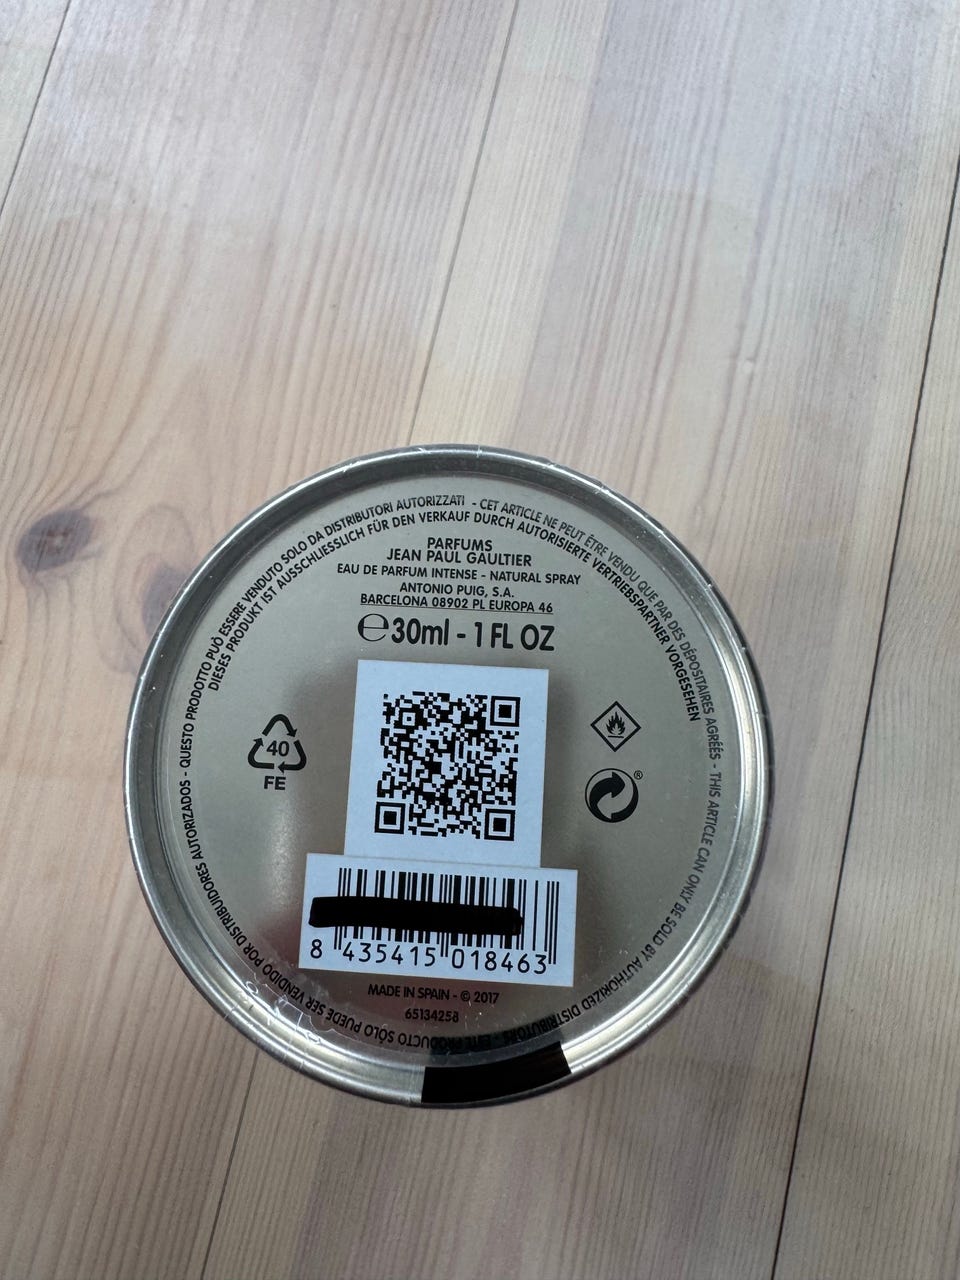 QUESTO PRODOTTO PUÒ ESSERE VENDUTO SOLO DA DISTRIBUTORI AUTORIZZATI - CET ARTICLE NE PEUT ÊTRE VENDU QUE PAR DES DÉPOSITAIRES AGRÉÉS - THIS ARTICLE CAN ONLY BE SOLD BY AUTHORIZED DISTRIBUTORS - ESTE PRODUCTO SÓLO PUEDE SER VENDIDO POR DISTRIBUIDORES AUTORIZADOS -
DIESES PRODUKT IST AUSSCHLIESSLICH FÜR DEN VERKAUF DURCH AUTORISIERTE VERTRIEBSPARTNER VORGESEHEN
PARFUMS
JEAN PAUL GAULTIER
EAU DE PARFUM INTENSE - NATURAL SPRAY
ANTONIO PUIG, S.A.
BARCELONA 08902 PL EUROPA 46
℮30ml - 1 FL OZ
40
FE
®
8 435415 018463
MADE IN SPAIN - © 2017
65134258